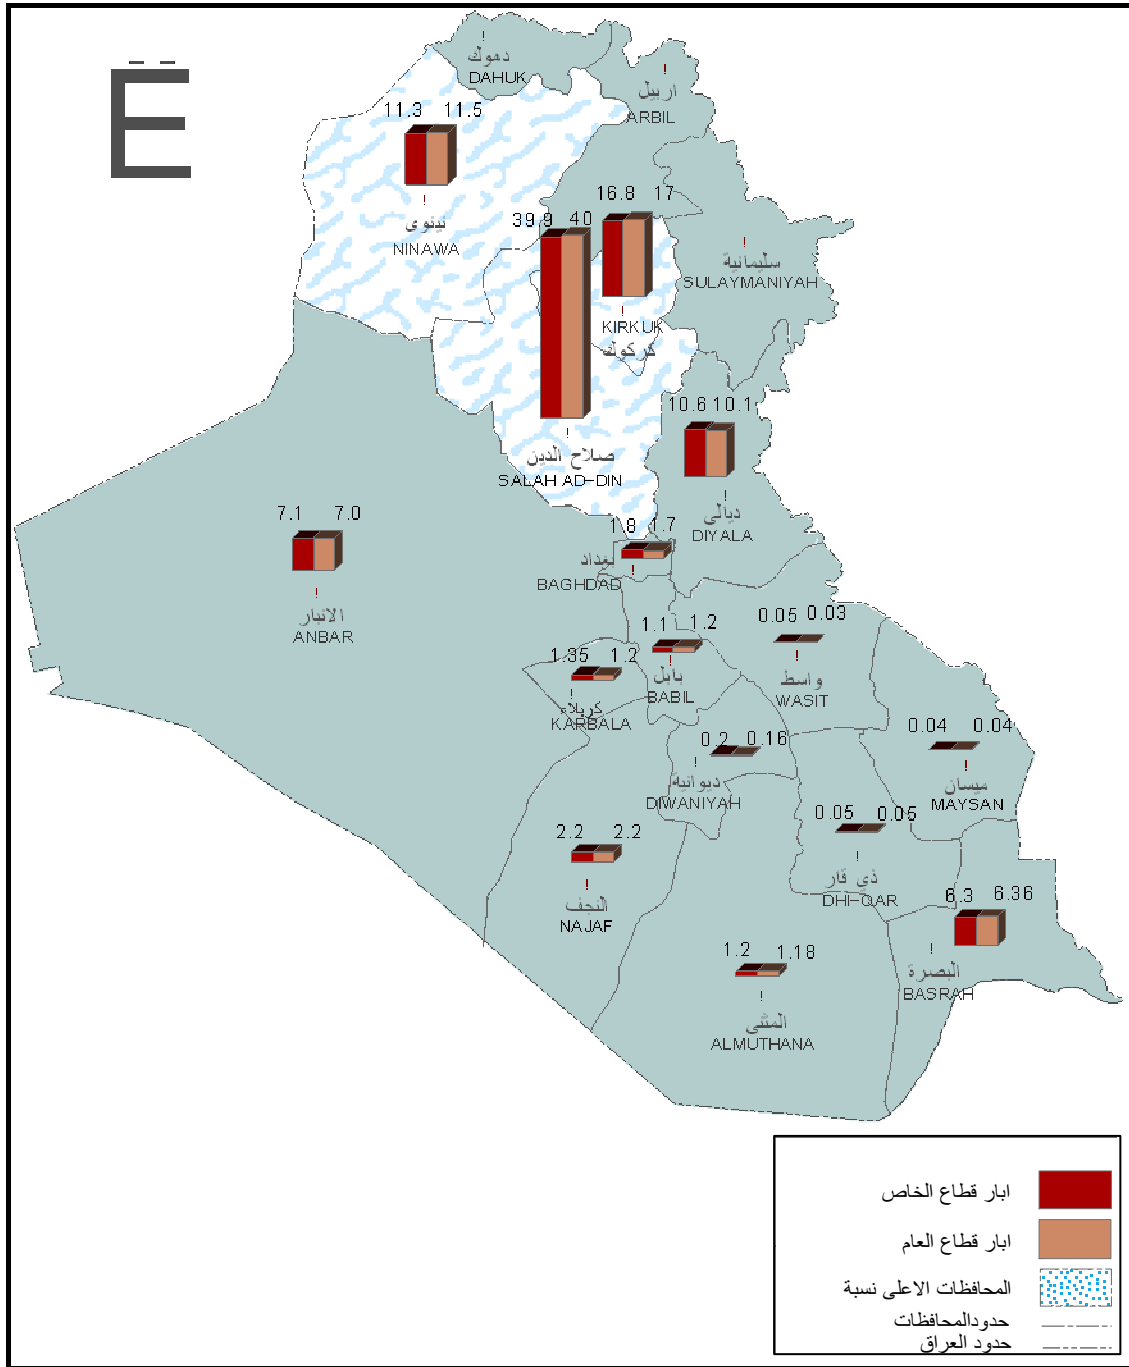 Ë
دهوك
DAHUK
اربيل
ARBIL
11.3 11.5
نينوى
NINAWA
16.8 17
39.9 40
KIRKUK
كركوك
سليمانية
SULAYMANIYAH
صلاح الدين
SALAH AD-DIN
10.6 10.1
ديالى
DIYALA
7.1 7.0
الانبار
ANBAR
1.8 1.7
بغداد
BAGHDAD
0.05 0.03
واسط
WASIT
1.1 1.2
بابل
BABIL
1.35 1.2
كربلاء
KARBALA
0.2 0.16
ديوانية
DIWANIYAH
0.04 0.04
ميسان
MAYSAN
0.05 0.05
ذي قار
DHI-QAR
2.2 2.2
النجف
NAJAF
6.3 6.36
البصرة
BASRAH
1.2 1.18
المثنى
ALMUTHANA
ابار قطاع الخاص
ابار قطاع العام
المحافظات الاعلى نسبة
حدودالمحافظات
حدود العراق